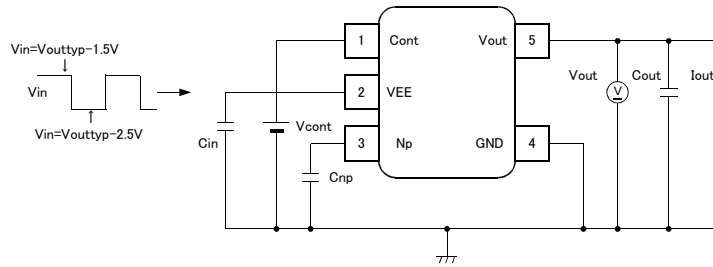 Vin=Vouttyp-1.5V
Vin
Vin=Vouttyp-2.5V
1 Cont Vout 5
2 VEE
3 Np GND 4
Cin
Vcont
Cnp
Vout V Cout Iout